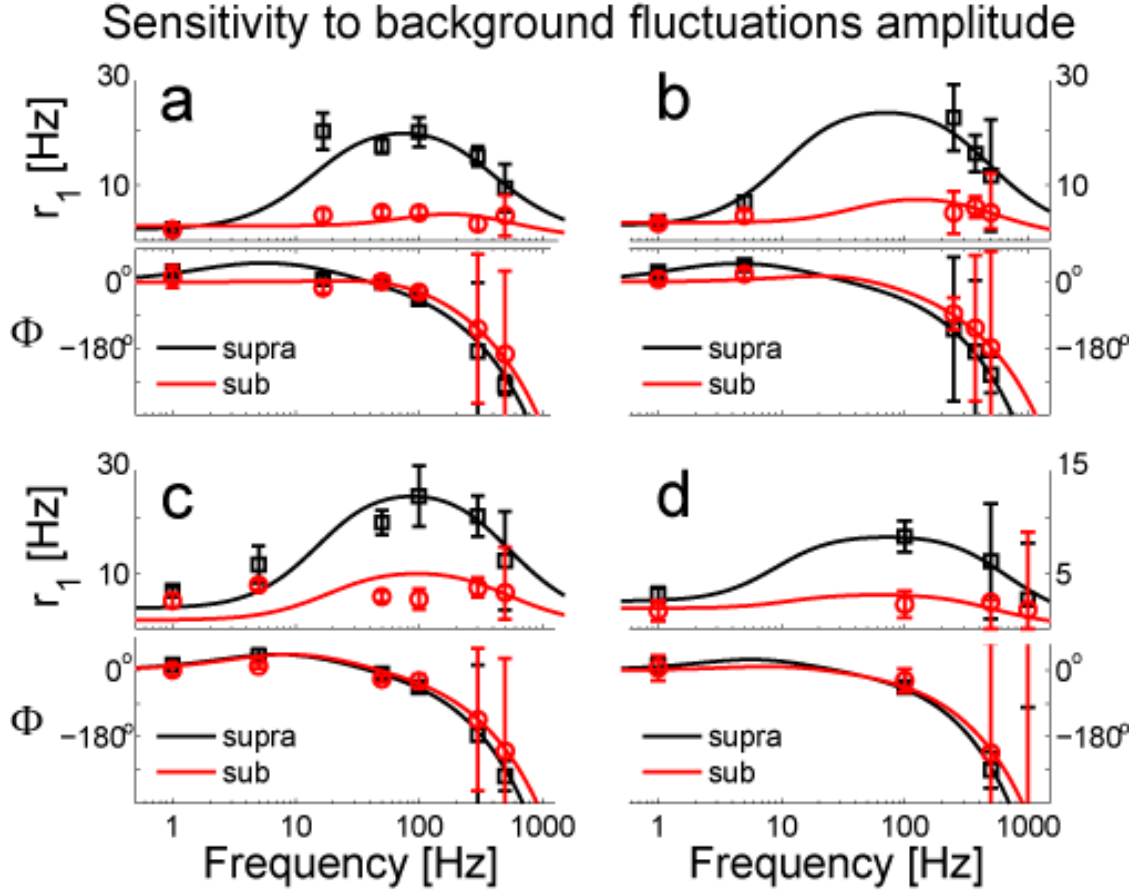 Sensitivity to background fluctuations amplitude
a
b
r1 [Hz]
30
10
30
10
Φ
0°
−180°
0°
−180°
supra
sub
supra
sub
c
d
r1 [Hz]
30
10
15
5
Φ
0°
−180°
0°
−180°
supra
sub
supra
sub
1 10 100 1000
1 10 100 1000
Frequency [Hz]
Frequency [Hz]